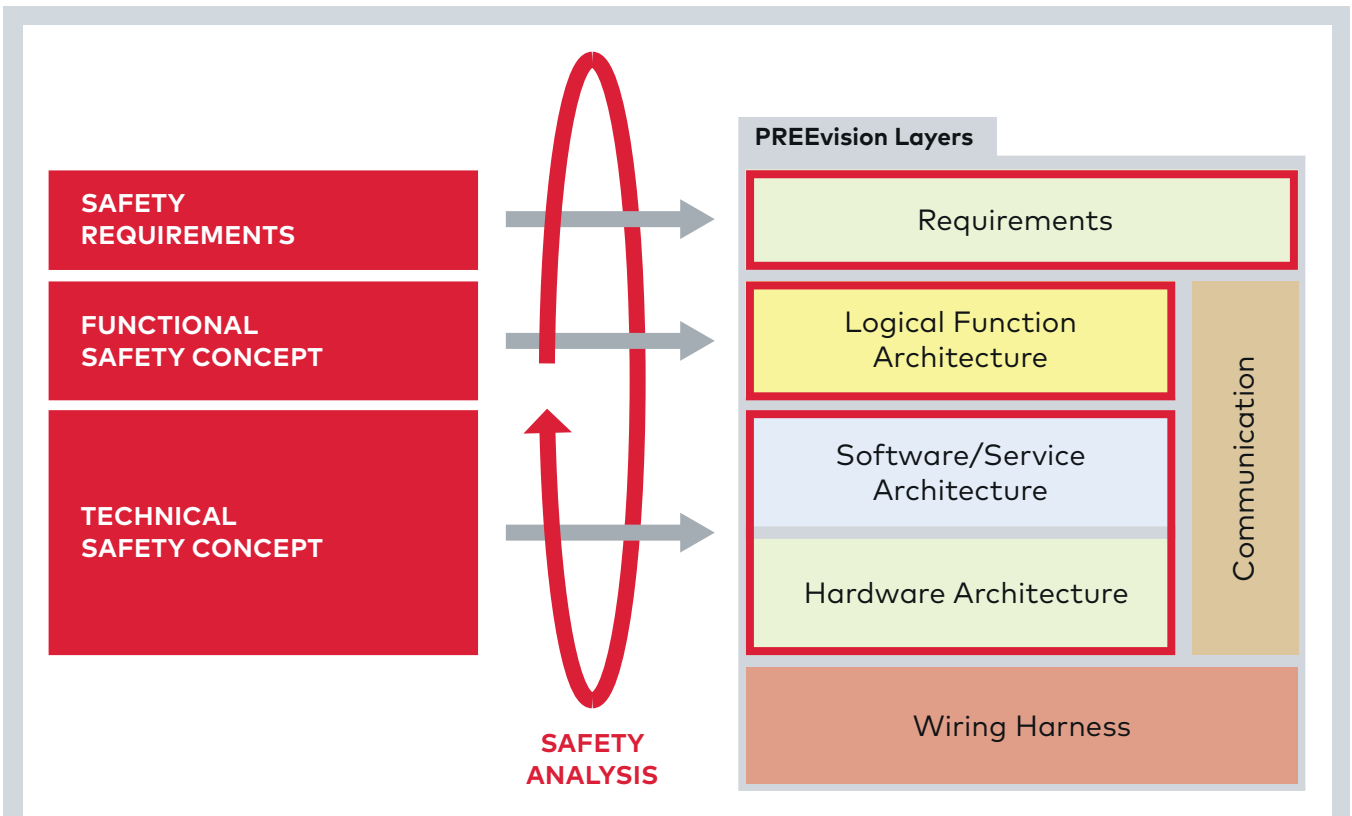 PREEvision Layers
SAFETY
REQUIREMENTS
Requirements
FUNCTIONAL
SAFETY CONCEPT
Logical Function
Architecture
TECHNICAL
SAFETY CONCEPT
Software/Service
Architecture
Hardware Architecture
Communication
Wiring Harness
SAFETY
ANALYSIS